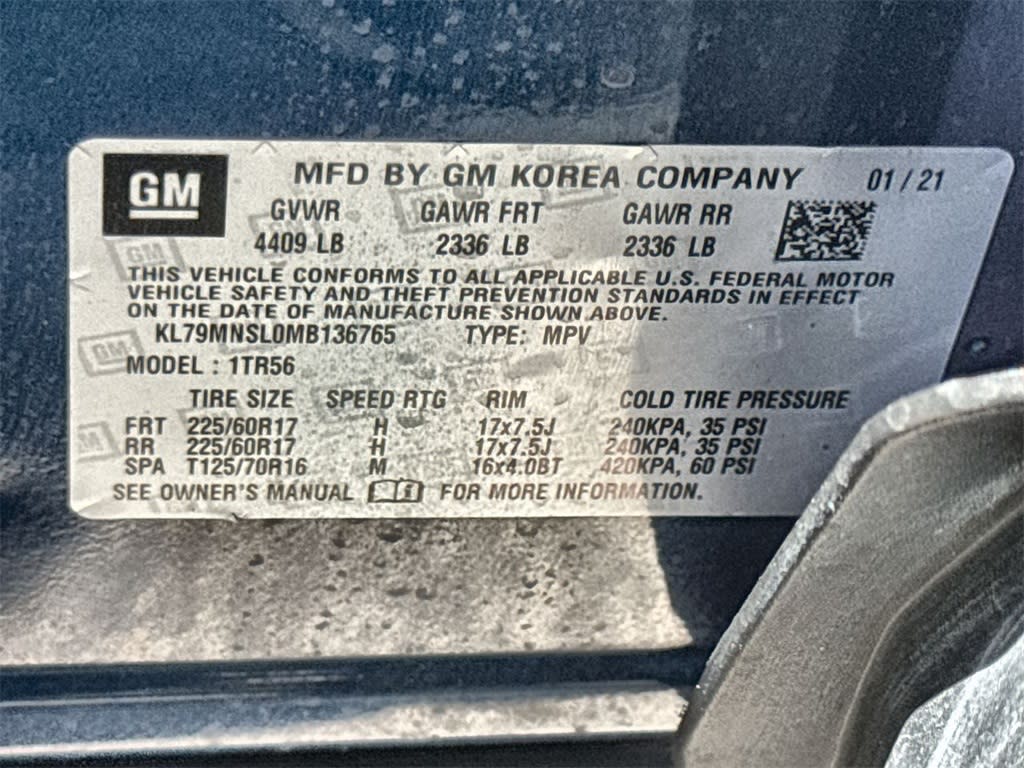 GM MFD BY GM KOREA COMPANY 01 / 21
GVWR GAWR FRT GAWR RR
4409 LB 2336 LB 2336 LB
THIS VEHICLE CONFORMS TO ALL APPLICABLE U.S. FEDERAL MOTOR
VEHICLE SAFETY AND THEFT PREVENTION STANDARDS IN EFFECT
ON THE DATE OF MANUFACTURE SHOWN ABOVE.
KL79MNSL0MB136765 TYPE: MPV
MODEL : 1TR56
TIRE SIZE SPEED RTG RIM COLD TIRE PRESSURE
FRT 225/60R17 H 17x7.5J 240KPA, 35 PSI
RR 225/60R17 H 17x7.5J 240KPA, 35 PSI
SPA T125/70R16 M 16x4.0BT 420KPA, 60 PSI
SEE OWNER'S MANUAL FOR MORE INFORMATION.